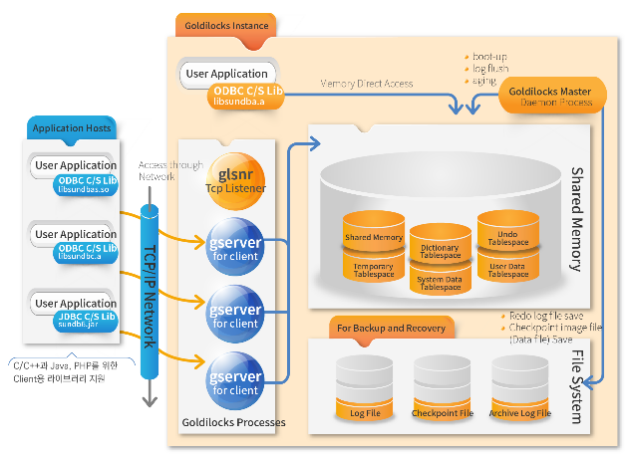 Goldilocks Instance
User Application
ODBC C/S Lib
libsundba.a
Memory Direct Access
boot-up
log flush
aging
Goldilocks Master
Daemon Process
Application Hosts
User Application
ODBC C/S Lib
libsundbas.so
User Application
ODBC C/S Lib
libsundbc.a
User Application
JDBC C/S Lib
sundb6.jar
C/C++과 Java, PHP를 위한
Client용 라이브러리 지원
Access through
Network
TCP/IP Network
glsnr
Tcp Listener
gserver
for client
gserver
for client
gserver
for client
Goldilocks Processes
Shared Memory
Shared Memory
Temporary
Tablespace
Dictionary
Tablespace
System Data
Tablespace
Undo
Tablespace
User Data
Tablespace
Redo log file save
Checkpoint image file
(Data file) Save
For Backup and Recovery
Log File
Checkpoint File
Archive Log File
File System